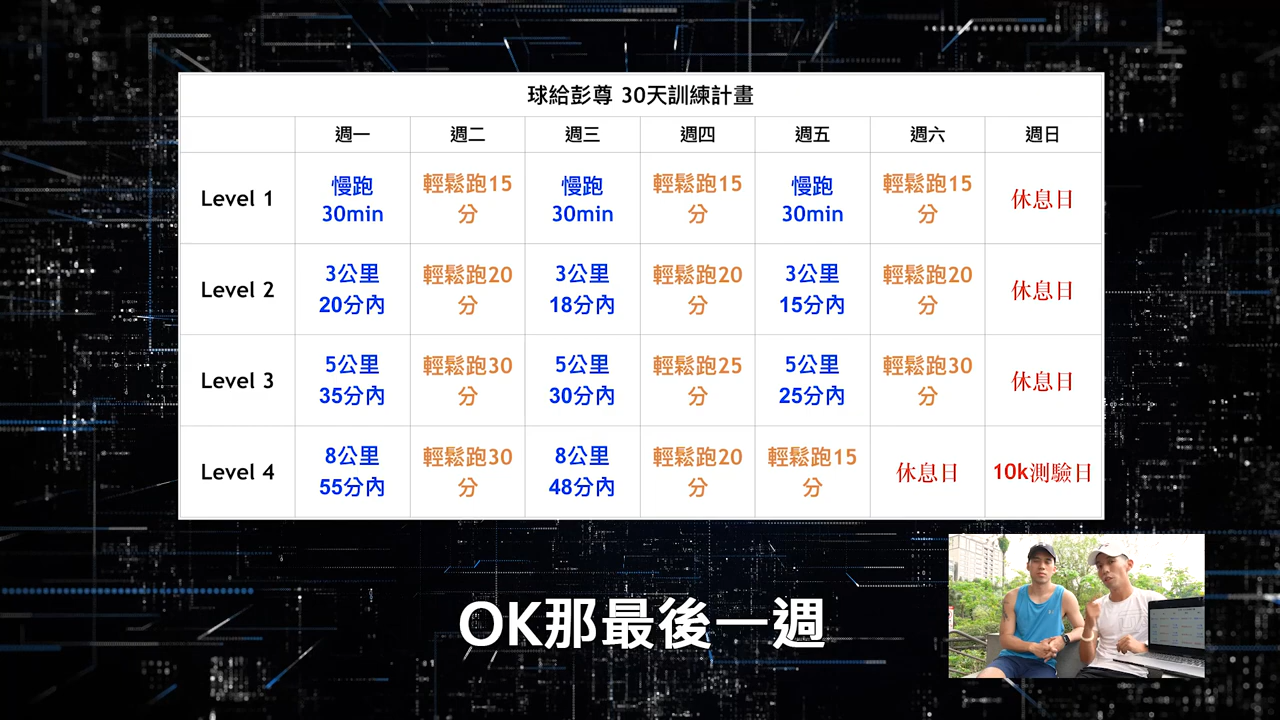 球給彭尊 30天訓練計畫
週一 週二 週三 週四 週五 週六 週日
Level 1 慢跑 30min 輕鬆跑15分 慢跑 30min 輕鬆跑15分 慢跑 30min 輕鬆跑15分 休息日
Level 2 3公里 20分內 輕鬆跑20分 3公里 18分內 輕鬆跑20分 3公里 15分內 輕鬆跑20分 休息日
Level 3 5公里 35分內 輕鬆跑30分 5公里 30分內 輕鬆跑25分 5公里 25分內 輕鬆跑30分 休息日
Level 4 8公里 55分內 輕鬆跑30分 8公里 48分內 輕鬆跑20分 輕鬆跑15分 休息日 10k測驗日
OK那最後一週